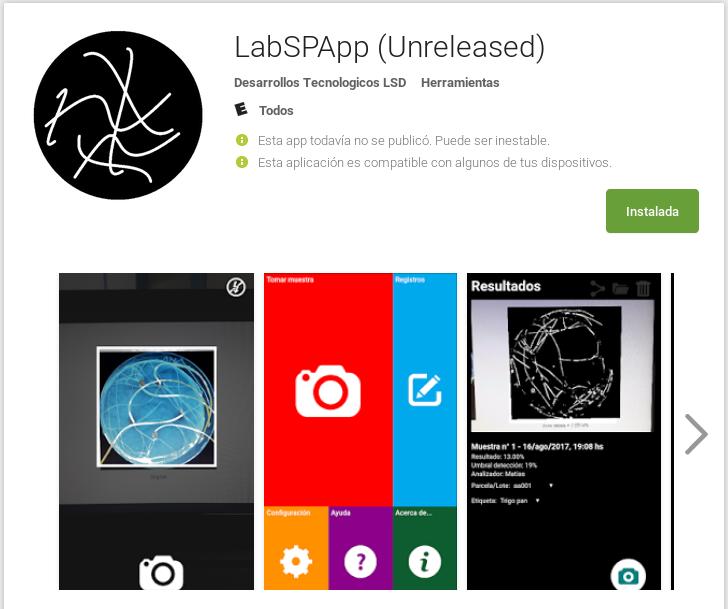 LabSPApp (Unreleased)
Desarrollos Tecnologicos LSD Herramientas
E Todos
Esta app todavía no se publicó. Puede ser inestable.
Esta aplicación es compatible con algunos de tus dispositivos.
Instalada
Tomar muestra
Registros
Configuración
Ayuda
Acerca de...
Resultados
Muestra n° 1 - 16/ago/2017, 19:08 hs
Resultado: 13.00%
Umbral detección: 19%
Analizador: Matias
Parcela/Lote: aa001
Etiqueta: Trigo pan